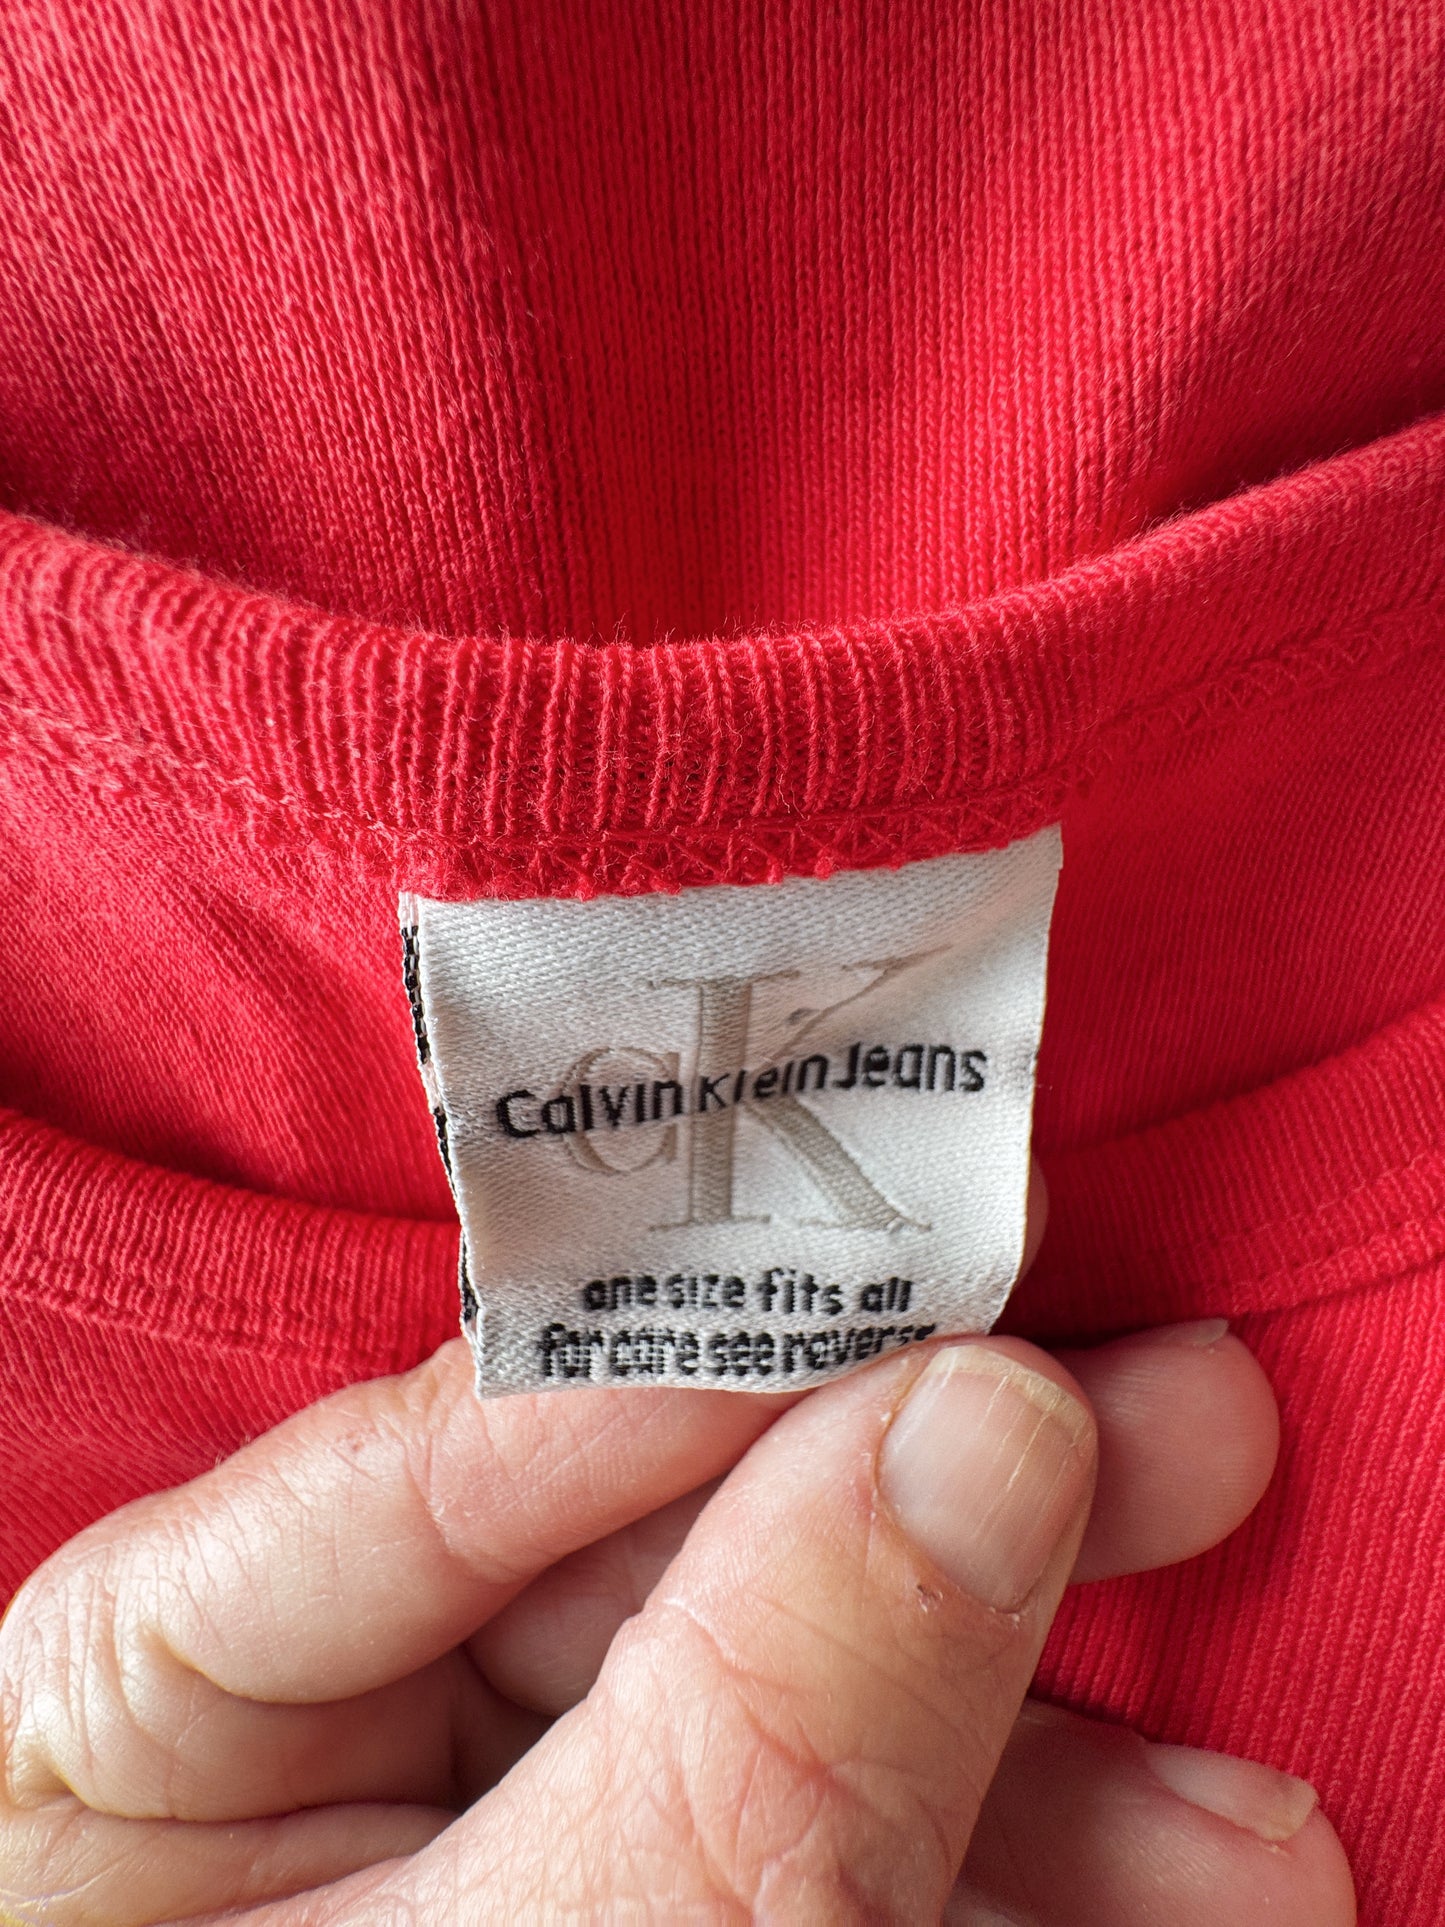 cK
Calvin Klein Jeans
one size fits all
for care see reverse